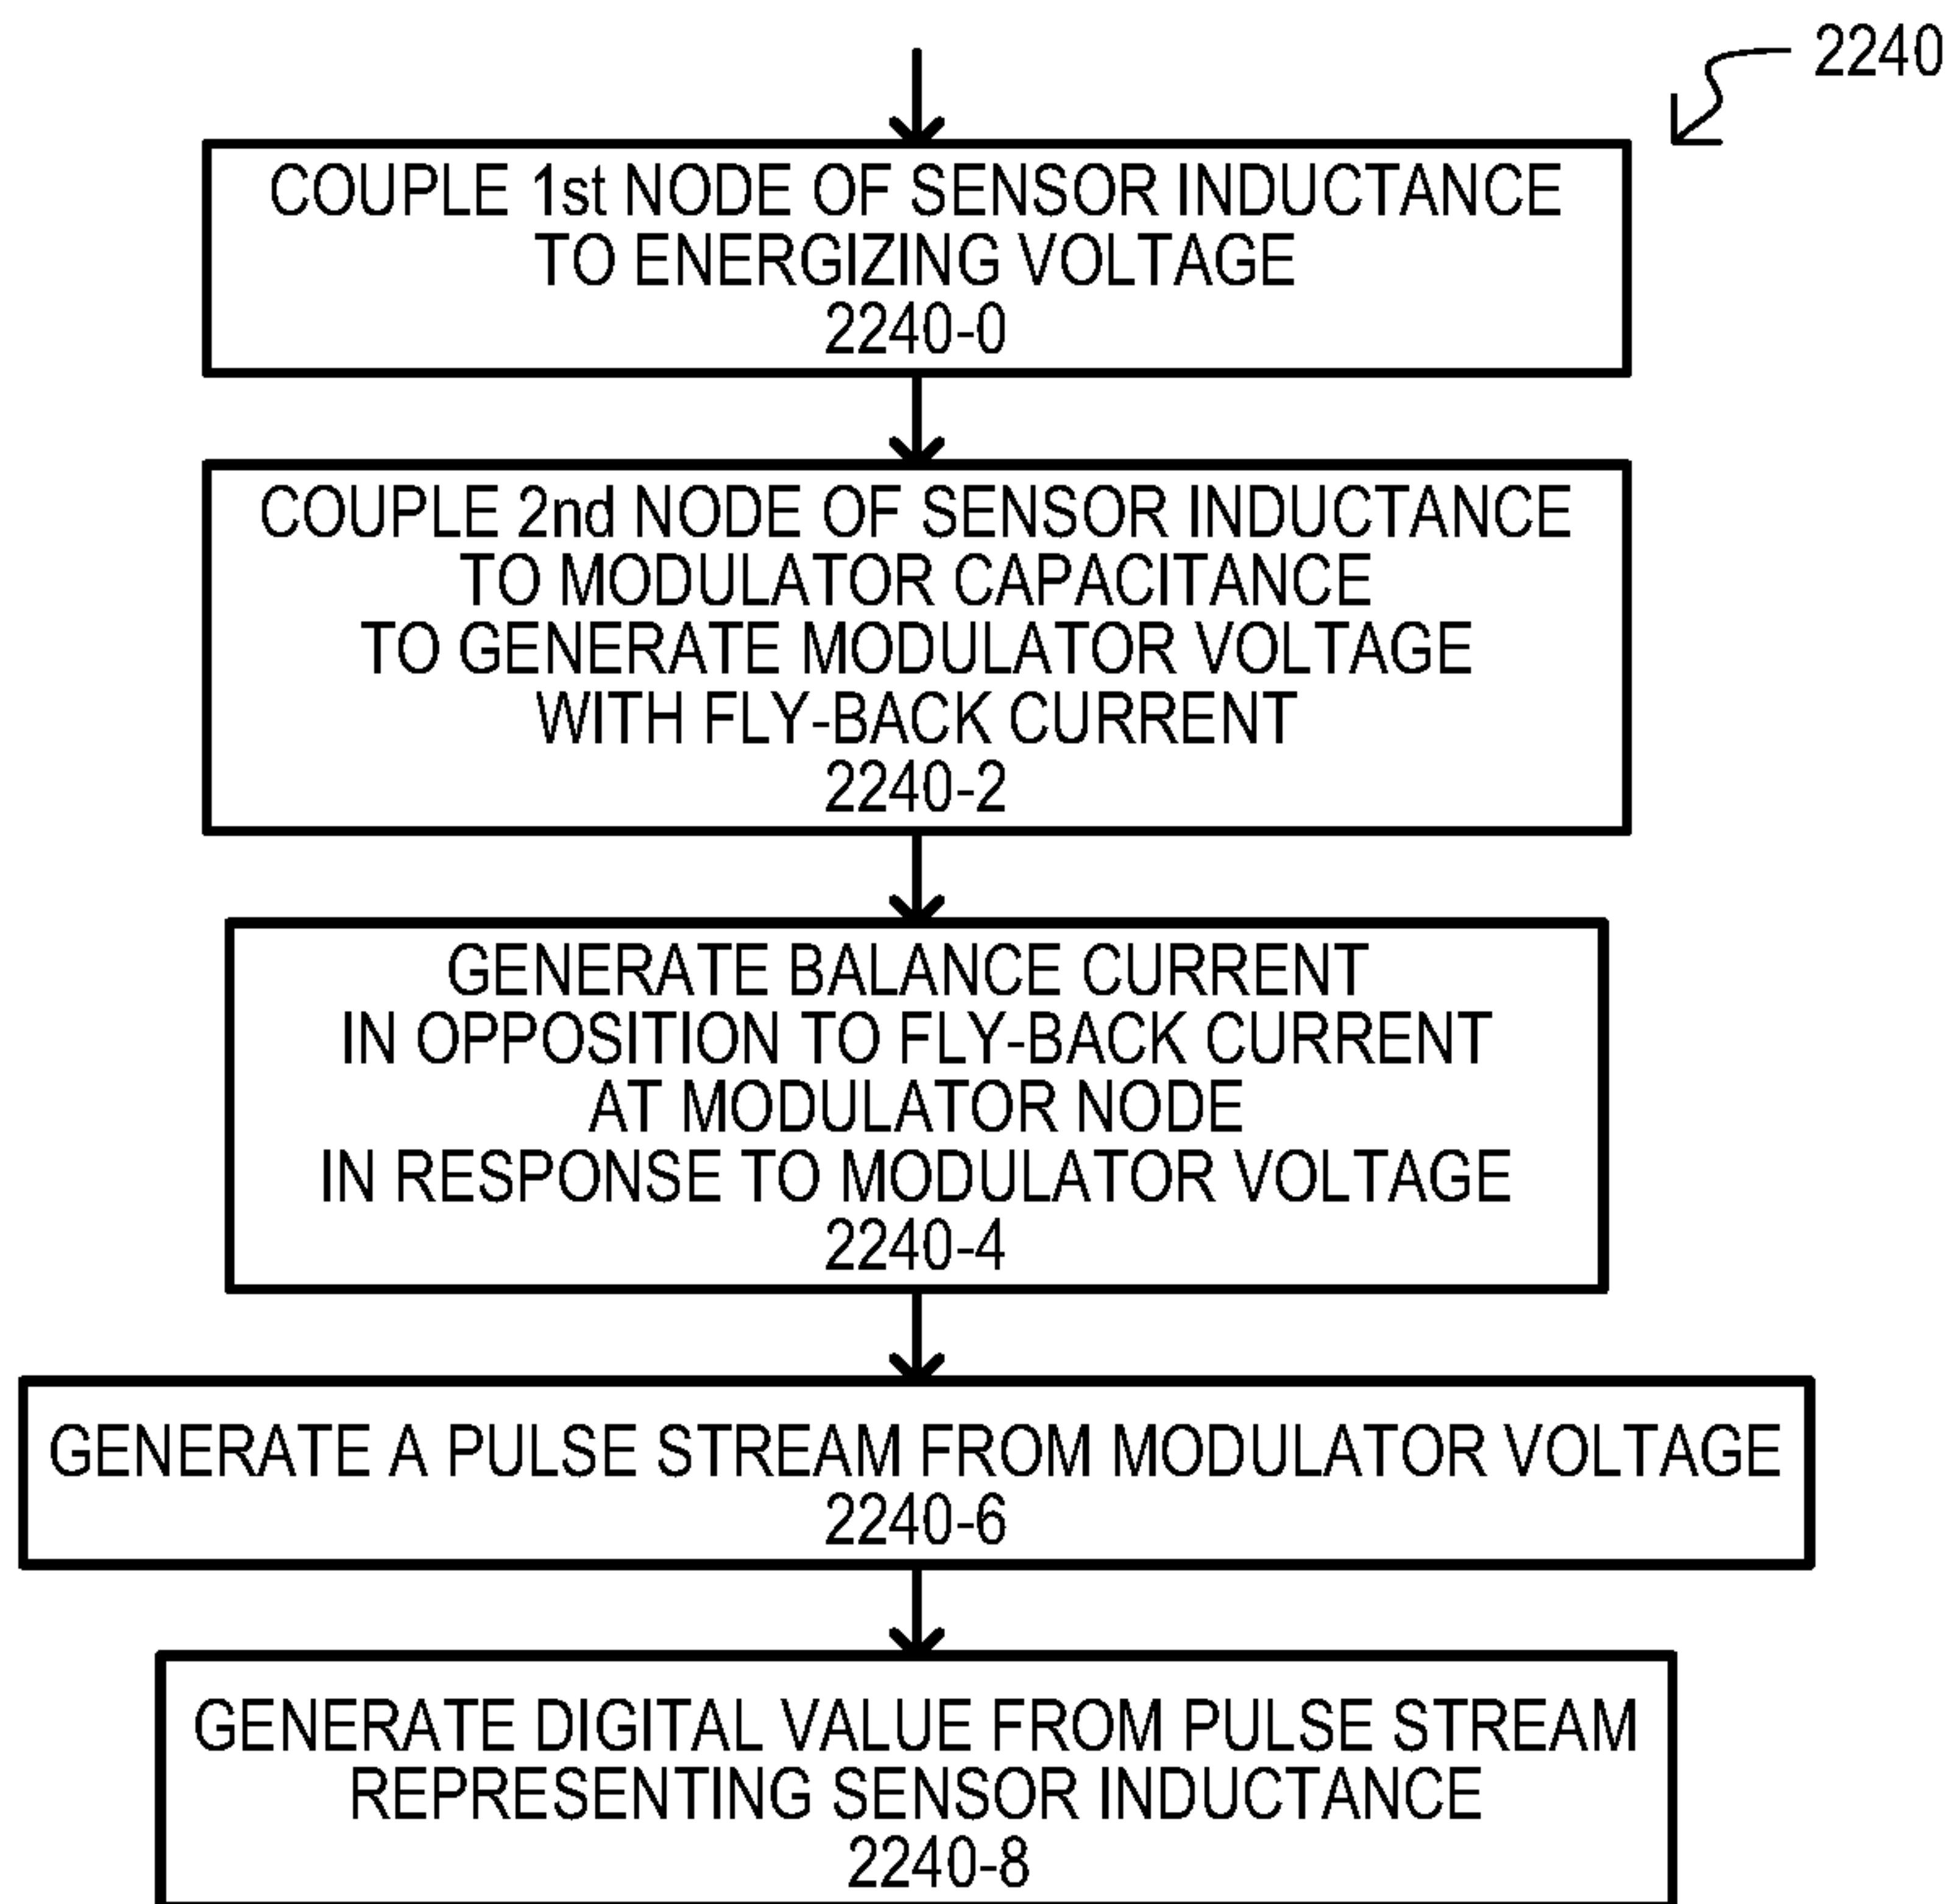 2240
COUPLE 1st NODE OF SENSOR INDUCTANCE
TO ENERGIZING VOLTAGE
2240-0
COUPLE 2nd NODE OF SENSOR INDUCTANCE
TO MODULATOR CAPACITANCE
TO GENERATE MODULATOR VOLTAGE
WITH FLY-BACK CURRENT
2240-2
GENERATE BALANCE CURRENT
IN OPPOSITION TO FLY-BACK CURRENT
AT MODULATOR NODE
IN RESPONSE TO MODULATOR VOLTAGE
2240-4
GENERATE A PULSE STREAM FROM MODULATOR VOLTAGE
2240-6
GENERATE DIGITAL VALUE FROM PULSE STREAM
REPRESENTING SENSOR INDUCTANCE
2240-8